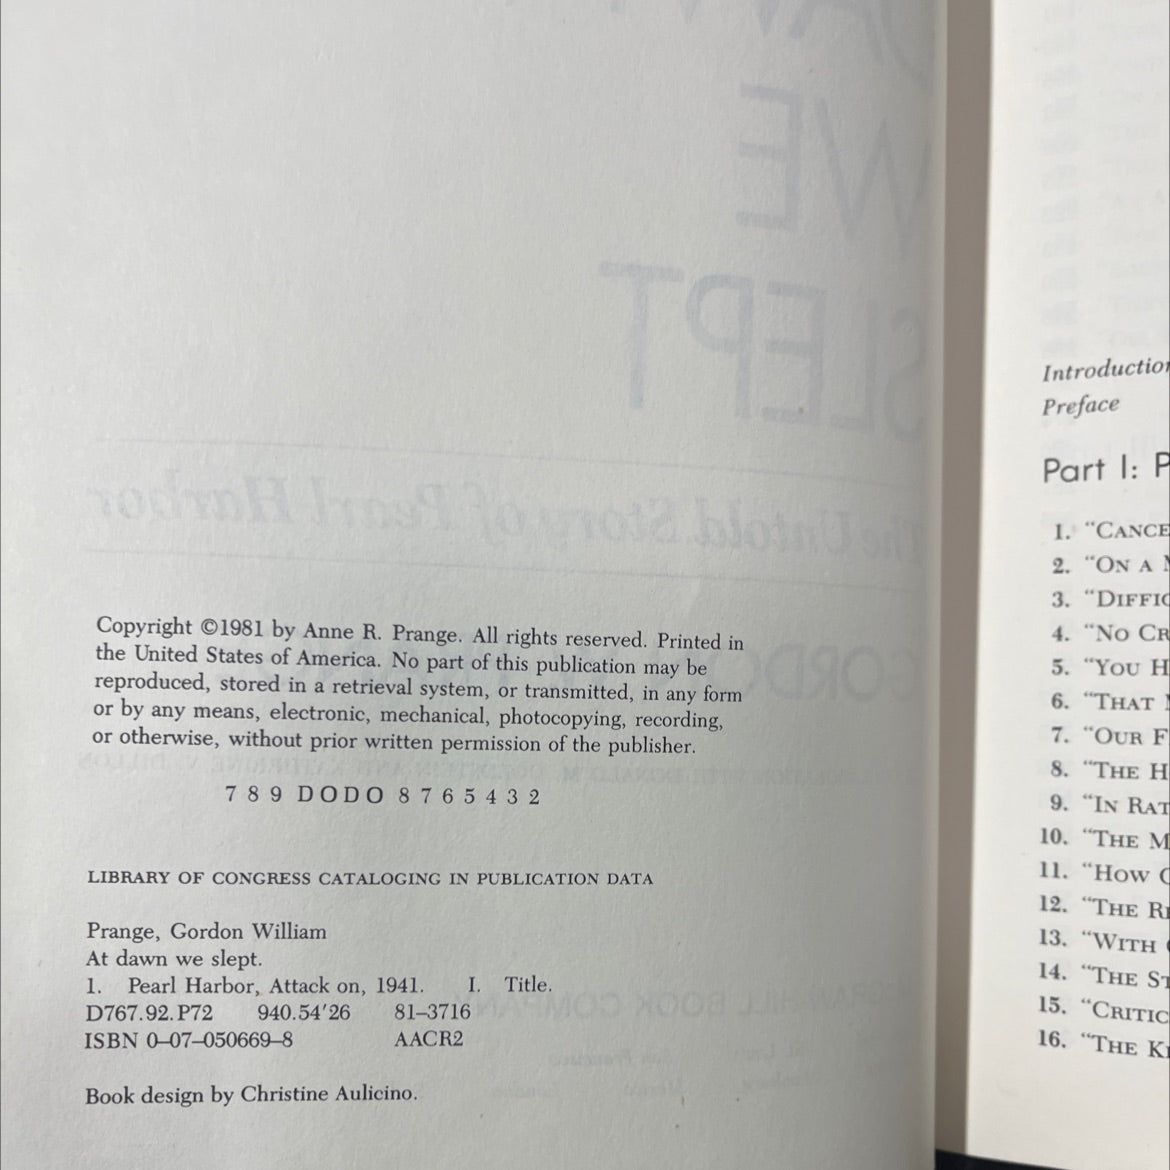 Copyright ©1981 by Anne R. Prange. All rights reserved. Printed in
the United States of America. No part of this publication may be
reproduced, stored in a retrieval system, or transmitted, in any form
or by any means, electronic, mechanical, photocopying, recording,
or otherwise, without prior written permission of the publisher.
7 8 9 DODO 8 7 6 5 4 3 2
LIBRARY OF CONGRESS CATALOGING IN PUBLICATION DATA
Prange, Gordon William
At dawn we slept.
1. Pearl Harbor, Attack on, 1941. I. Title.
D767.92.P72 940.54'26 81–3716
ISBN 0–07–050669–8 AACR2
Book design by Christine Aulicino.
Introduction
Preface
Part I: P
1. "CANCE
2. "ON A
3. "DIFFIC
4. "NO CR
5. "YOU H
6. "THAT
7. "OUR F
8. "THE H
9. "IN RAT
10. "THE M
11. "HOW C
12. "THE RI
13. "WITH
14. "THE ST
15. "CRITIC
16. "THE KI